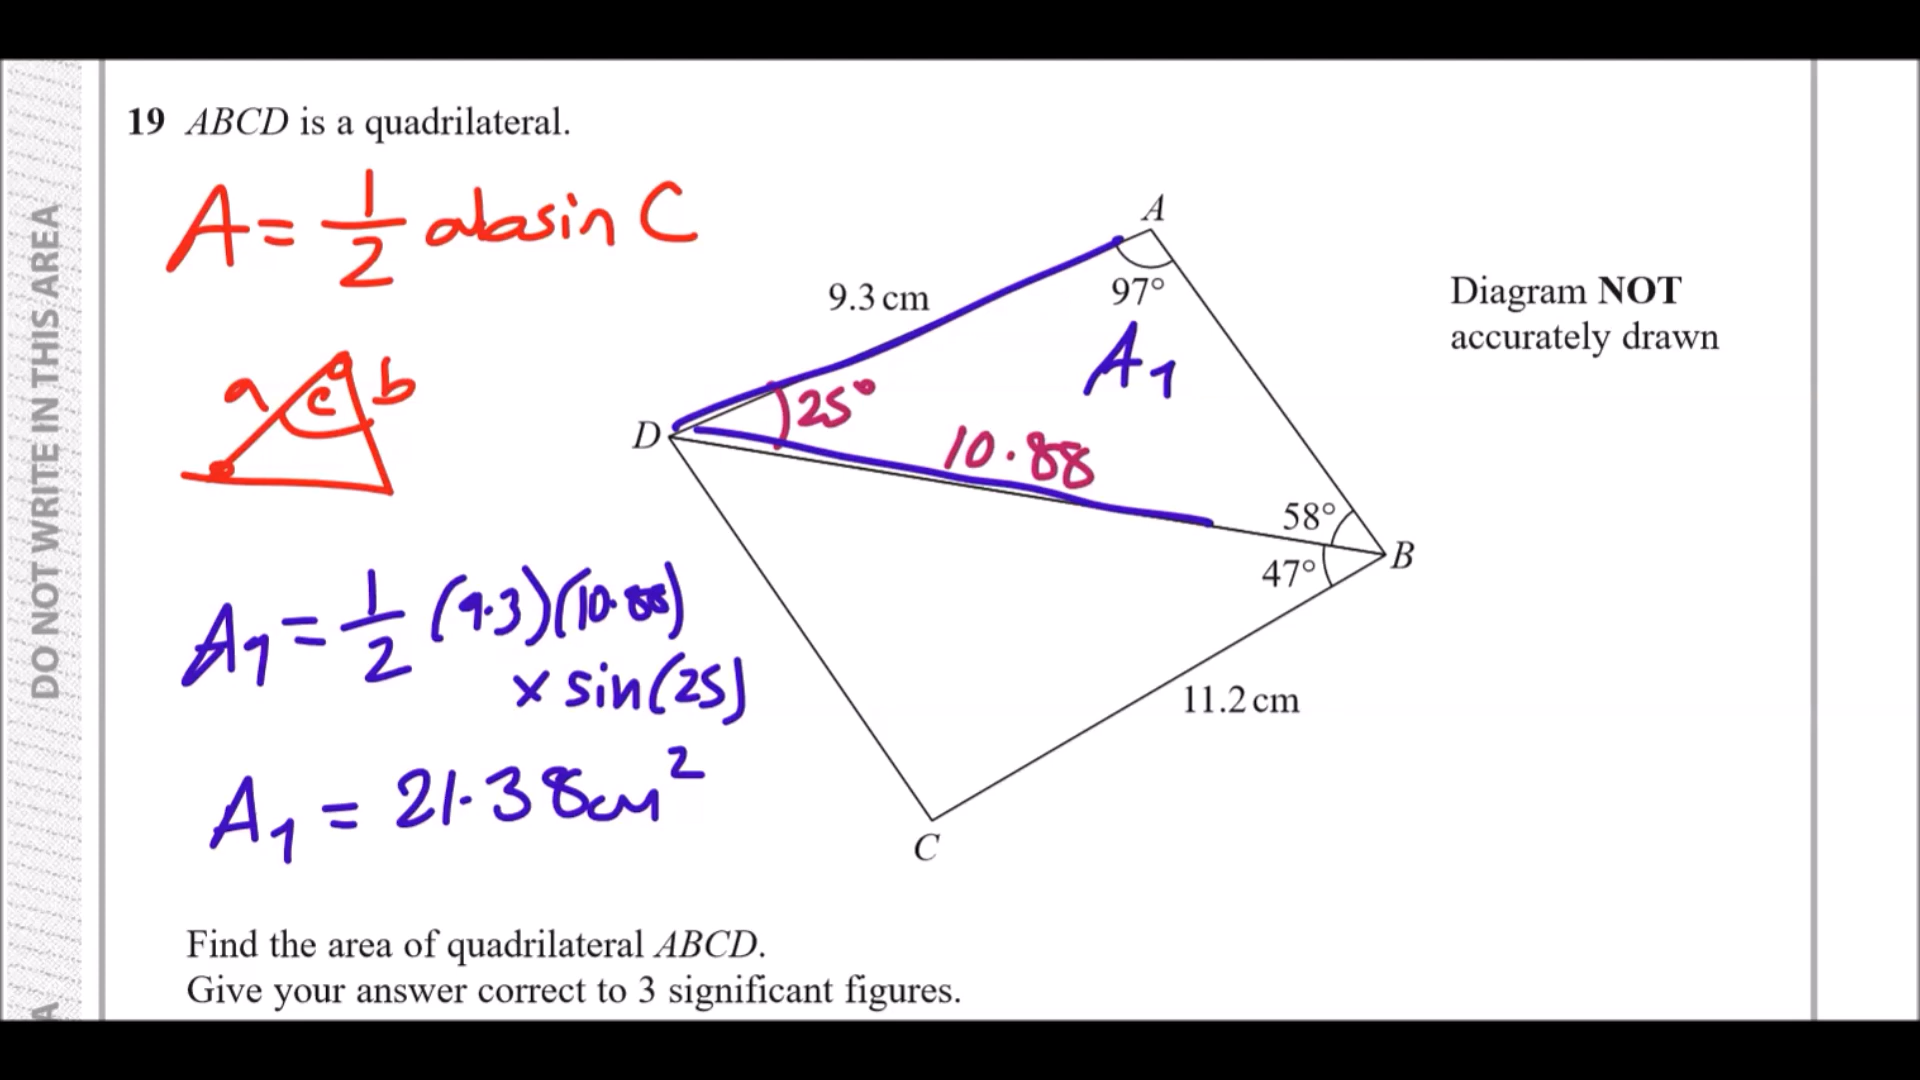 DO NOT WRITE IN THIS AREA
19 ABCD is a quadrilateral.
A = 1/2 absin C
a
c
b
A
9.3 cm
97°
A1
Diagram NOT
accurately drawn
D
25°
10.88
58°
47°
B
A1 = 1/2 (9.3)(10.88)
× sin(25)
11.2 cm
A1 = 21.38cm²
C
Find the area of quadrilateral ABCD.
Give your answer correct to 3 significant figures.
A